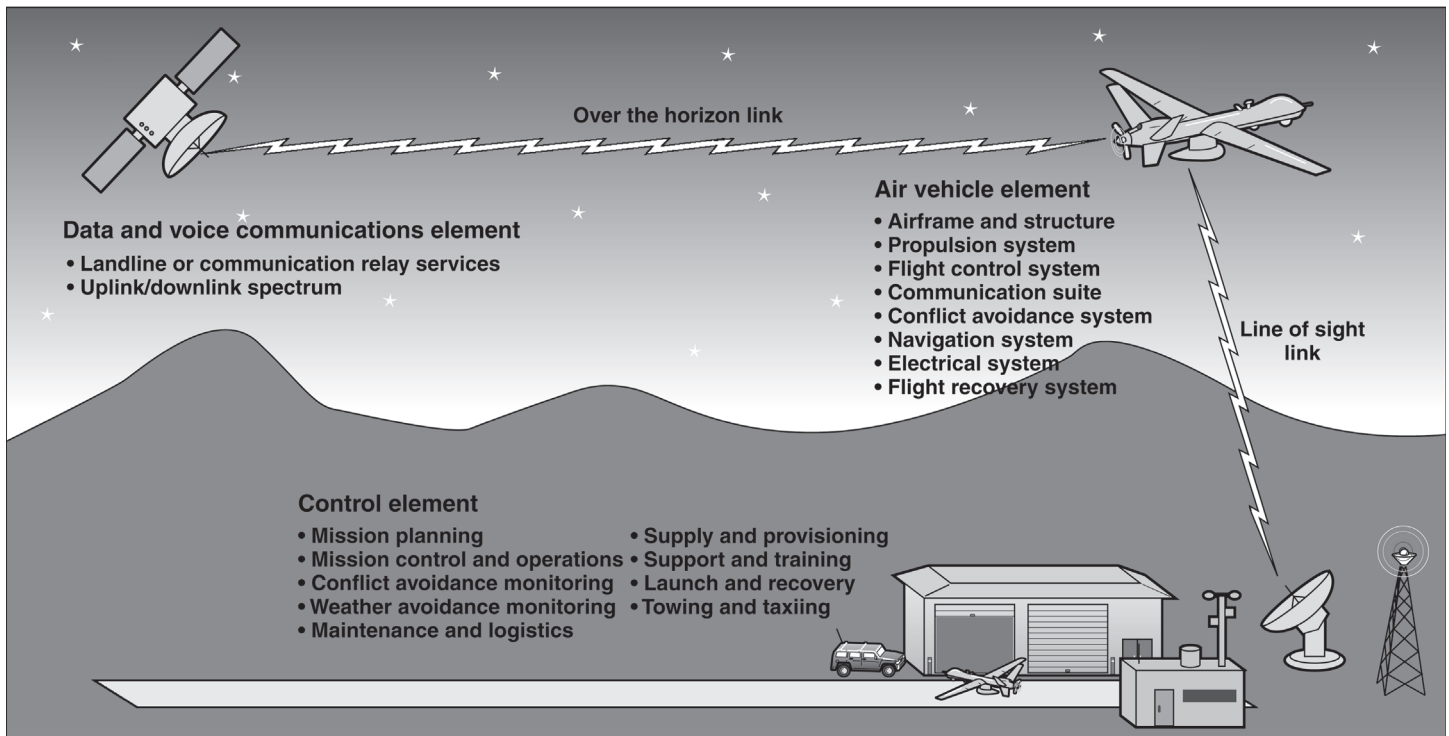 Over the horizon link
Air vehicle element
• Airframe and structure
• Propulsion system
• Flight control system
• Communication suite
• Conflict avoidance system
• Navigation system
• Electrical system
• Flight recovery system
Data and voice communications element
• Landline or communication relay services
• Uplink/downlink spectrum
Line of sight
link
Control element
• Mission planning
• Mission control and operations
• Conflict avoidance monitoring
• Weather avoidance monitoring
• Maintenance and logistics
• Supply and provisioning
• Support and training
• Launch and recovery
• Towing and taxiing